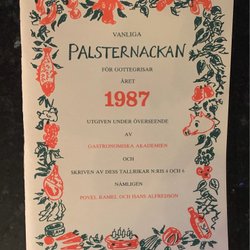 VANLIGA
PALSTERNACKAN
FÖR GOTTEGRISAR
ÅRET
1987
UTGIVEN UNDER ÖVERSEENDE
AV
GASTRONOMISKA AKADEMIEN
OCH
SKRIVEN AV DESS TALLRIKAR N:RIS 4 OCH 6
NÄMLIGEN
POVEL RAMEL OCH HANS ALFREDSON